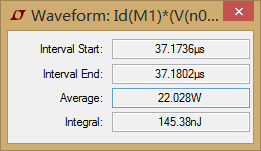 Waveform: Id(M1)*(V(n0
Interval Start: 37.1736µs
Interval End: 37.1802µs
Average: 22.028W
Integral: 145.38nJ